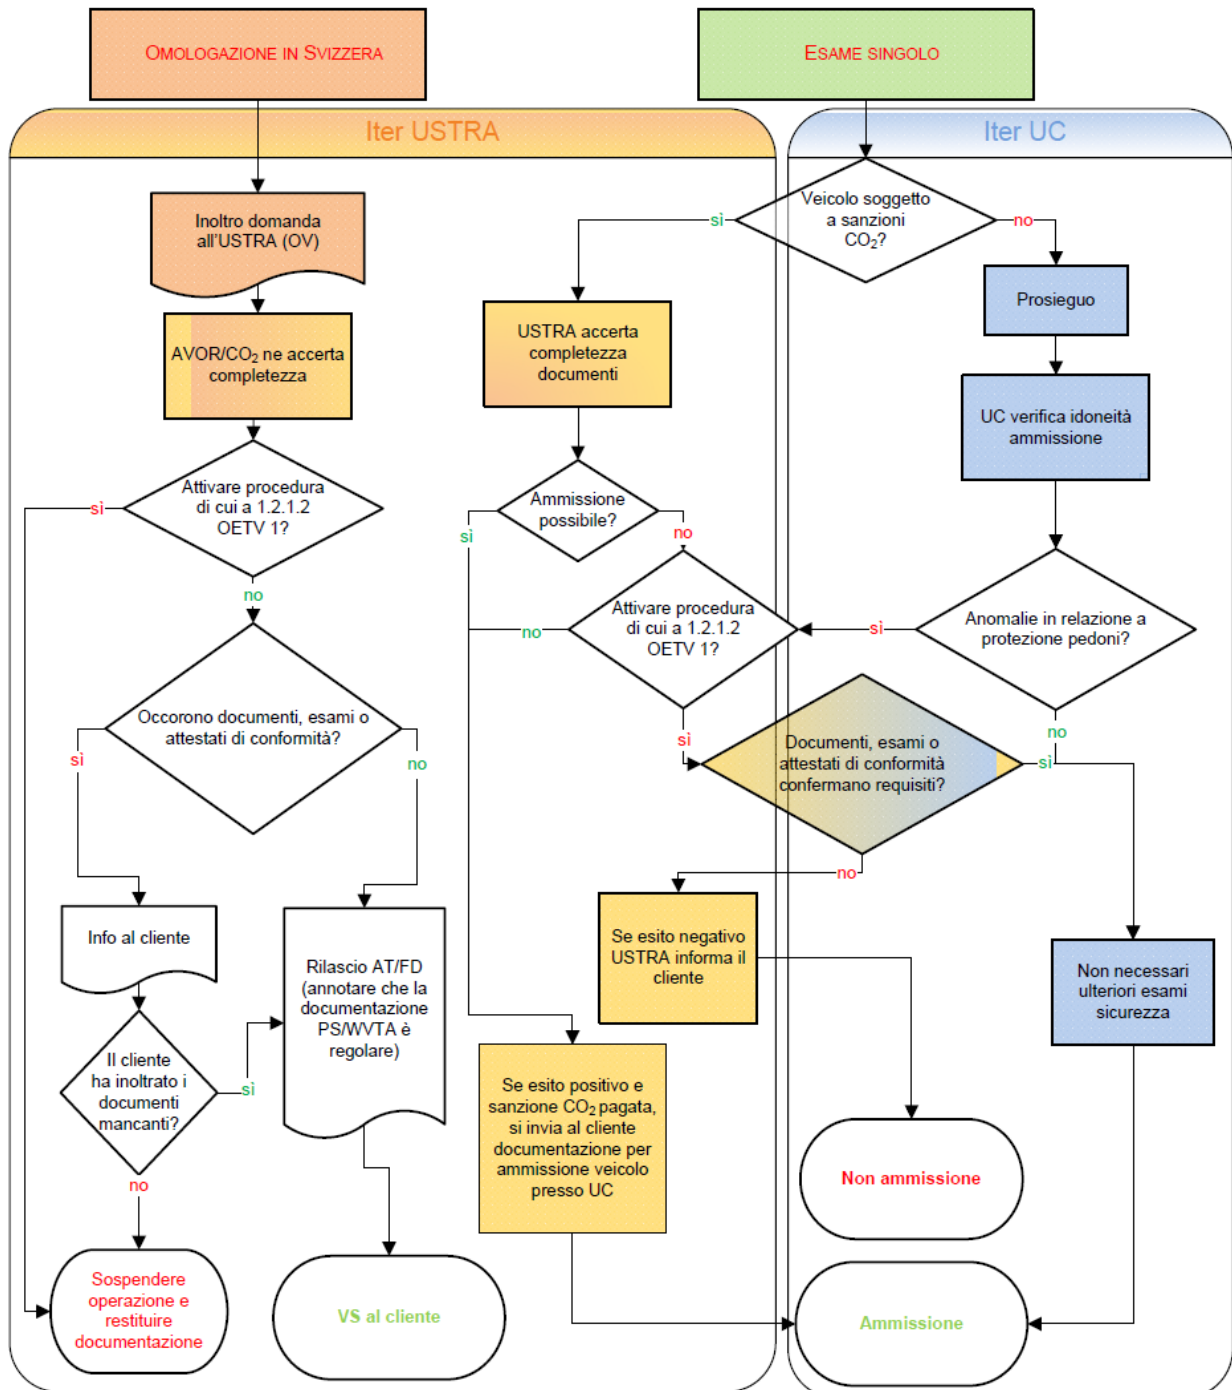 OMOLOGAZIONE IN SVIZZERA
ESAME SINGOLO
Iter USTRA
Iter UC
Inoltro domanda
all'USTRA (OV)
Veicolo soggetto
a sanzioni
CO₂?
sì
no
Prosieguo
AVOR/CO₂ ne accerta
completezza
USTRA accerta
completezza
documenti
UC verifica idoneità
ammissione
Attivare procedura
di cui a 1.2.1.2
OETV 1?
sì
no
Ammissione
possibile?
sì
no
Attivare procedura
di cui a 1.2.1.2
OETV 1?
no
sì
Anomalie in relazione a
protezione pedoni?
sì
no
Occorono documenti, esami o
attestati di conformità?
sì
no
Documenti, esami o
attestati di conformità
confermano requisiti?
sì
no
Info al cliente
Rilascio AT/FD
(annotare che la
documentazione
PS/WVTA è
regolare)
Se esito negativo
USTRA informa il
cliente
Non necessari
ulteriori esami
sicurezza
Il cliente
ha inoltrato i
documenti
mancanti?
sì
no
Se esito positivo e
sanzione CO₂ pagata,
si invia al cliente
documentazione per
ammissione veicolo
presso UC
Non ammissione
Sospendere
operazione e
restituire
documentazione
VS al cliente
Ammissione